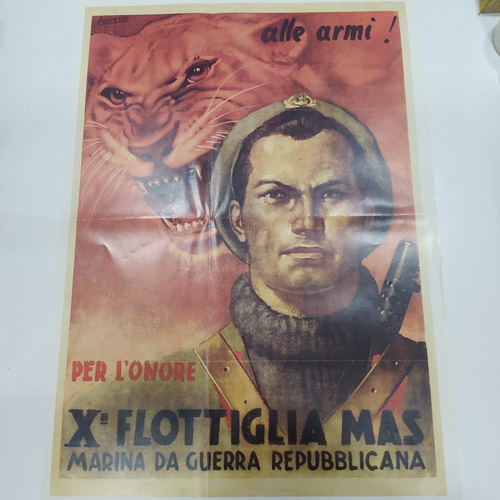 alle armi!
PER L'ONORE
Xª FLOTTIGLIA MAS
MARINA DA GUERRA REPUBBLICANA